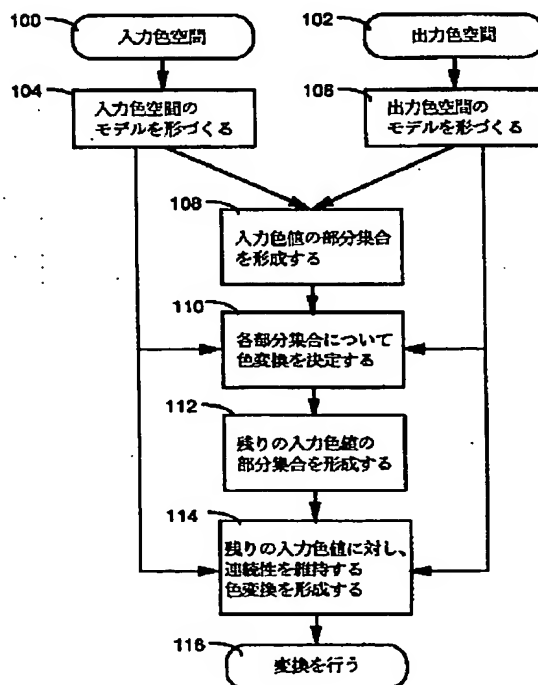 100
入力色空間
102
出力色空間
104
入力色空間の
モデルを形づくる
106
出力色空間の
モデルを形づくる
108
入力色値の部分集合
を形成する
110
各部分集合について
色変換を決定する
112
残りの入力色値の
部分集合を形成する
114
残りの入力色値に対し、
連続性を維持する
色変換を形成する
116
変換を行う